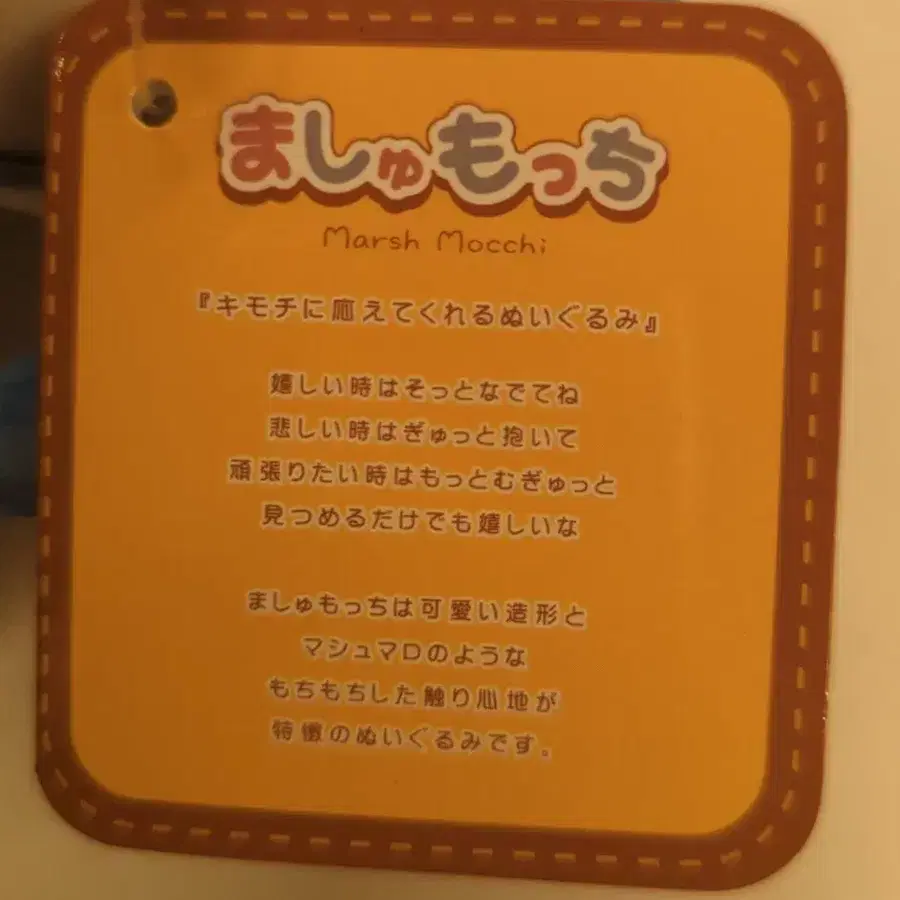 ましゅもっち
Marsh Mocchi
『キモチに応えてくれるぬいぐるみ』
嬉しい時はそっとなでてね
悲しい時はぎゅっと抱いて
頑張りたい時はもっとむぎゅっと
見つめるだけでも嬉しいな
ましゅもっちは可愛い造形と
マシュマロのような
もちもちした触り心地が
特徴のぬいぐるみです。